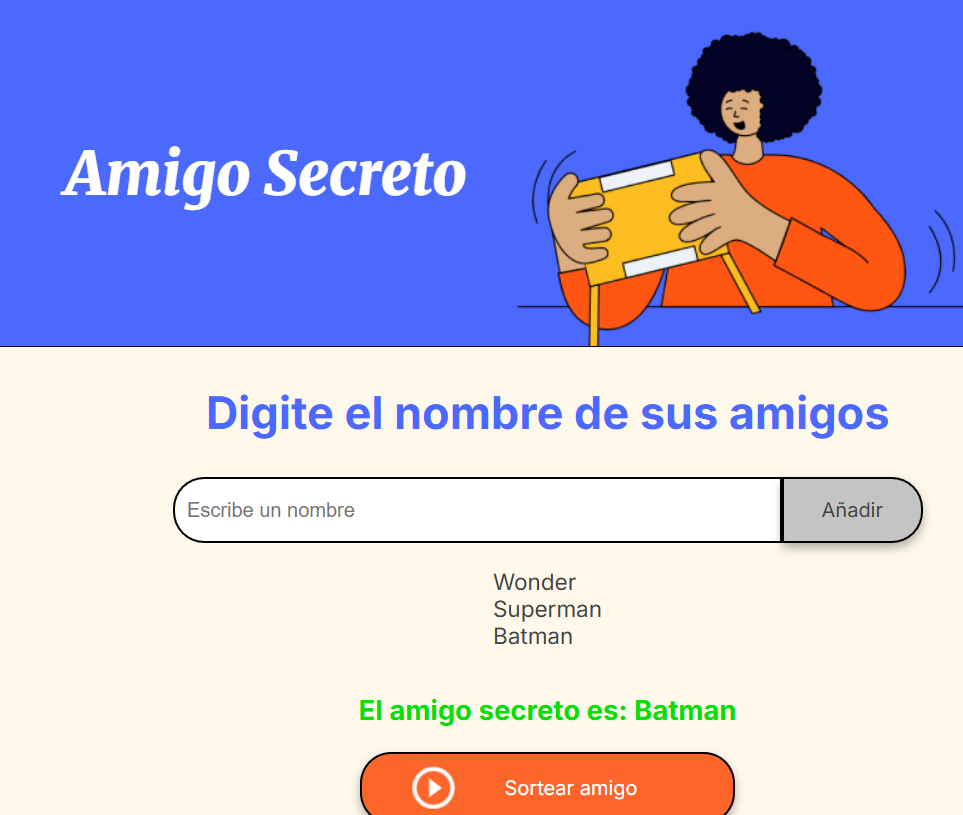 Amigo Secreto
Digite el nombre de sus amigos
Escribe un nombre
Añadir
Wonder
Superman
Batman
El amigo secreto es: Batman
Sortear amigo